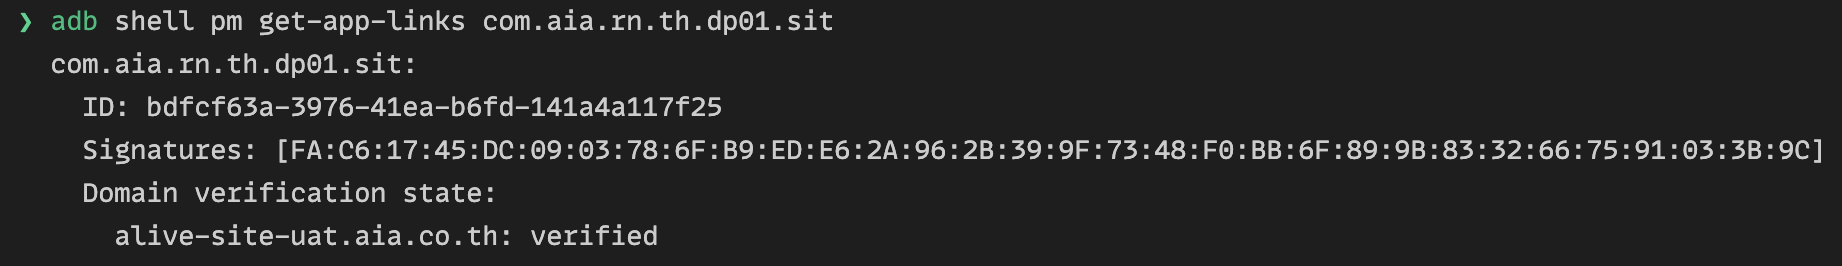 ❯ adb shell pm get-app-links com.aia.rn.th.dp01.sit
com.aia.rn.th.dp01.sit:
ID: bdfcf63a-3976-41ea-b6fd-141a4a117f25
Signatures: [FA:C6:17:45:DC:09:03:78:6F:B9:ED:E6:2A:96:2B:39:9F:73:48:F0:BB:6F:89:9B:83:32:66:75:91:03:3B:9C]
Domain verification state:
alive-site-uat.aia.co.th: verified